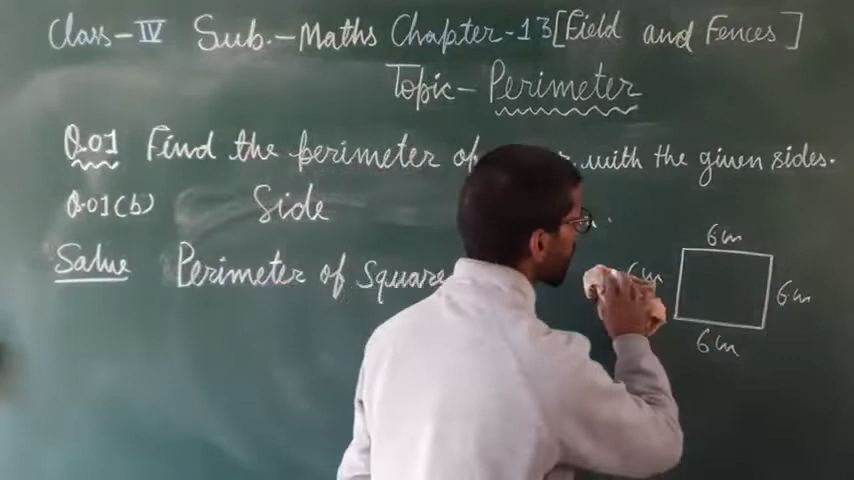 Class-IV Sub.-Maths Chapter-13[Field and Fences]
Topic- Perimeter
Q.01 Find the perimeter of with the given sides.
Q.01(b) Side
Solve Perimeter of Square
6cm
6cm
6cm
6cm